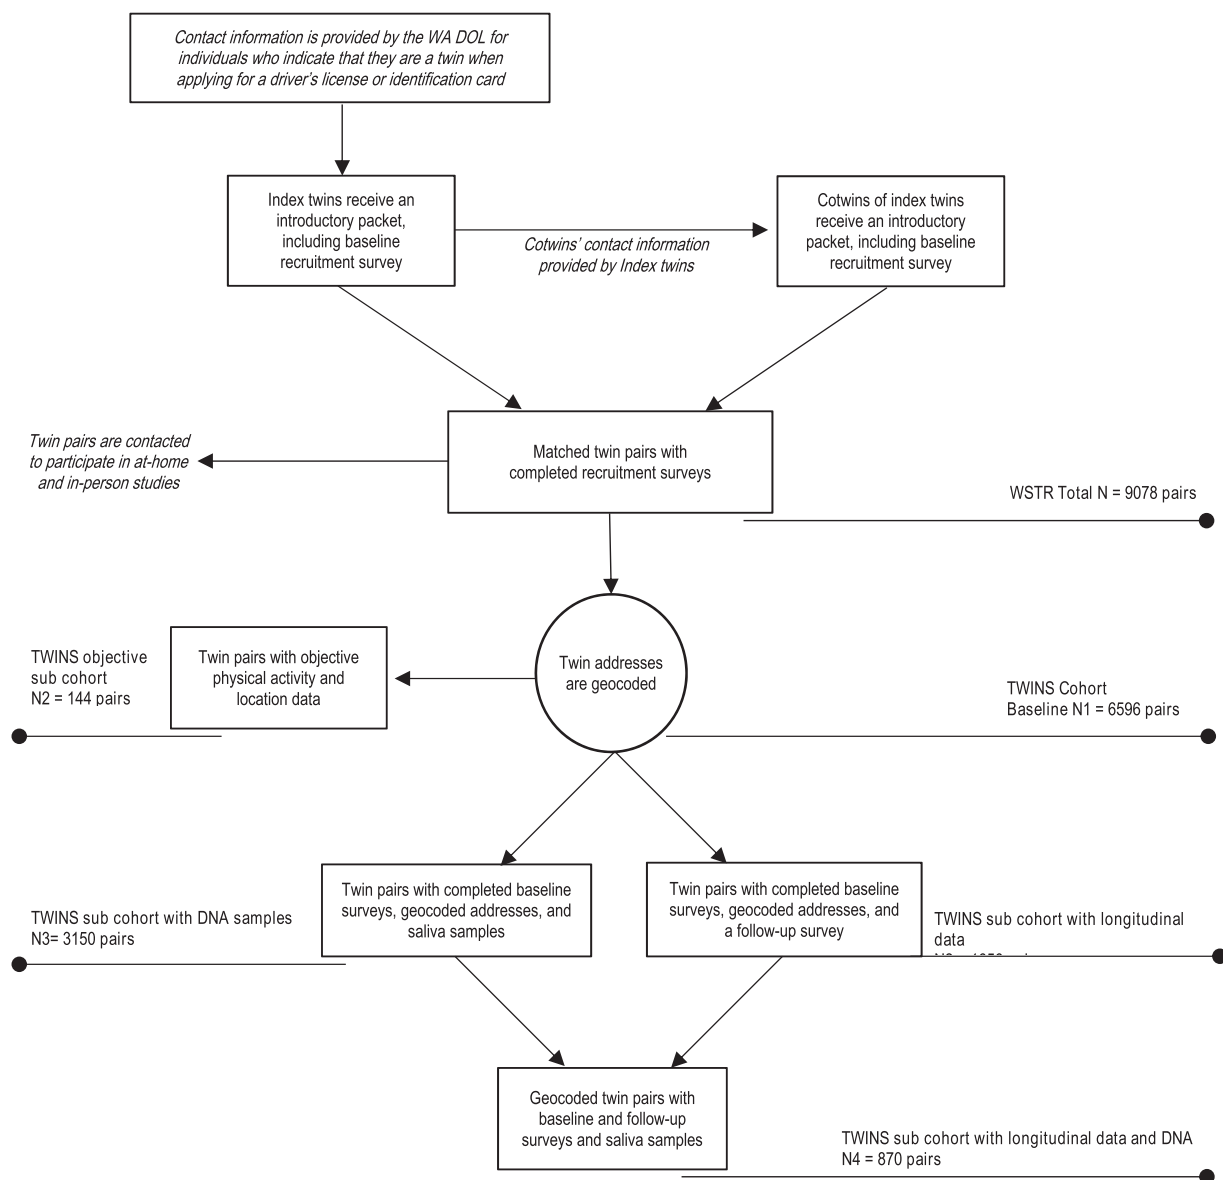 Contact information is provided by the WA DOL for
individuals who indicate that they are a twin when
applying for a driver's license or identification card
Index twins receive an
introductory packet,
including baseline
recruitment survey
Cotwins' contact information
provided by Index twins
Cotwins of index twins
receive an introductory
packet, including baseline
recruitment survey
Twin pairs are contacted
to participate in at-home
and in-person studies
Matched twin pairs with
completed recruitment surveys
WSTR Total N = 9078 pairs
TWINS objective
sub cohort
N2 = 144 pairs
Twin pairs with objective
physical activity and
location data
Twin addresses
are geocoded
TWINS Cohort
Baseline N1 = 6596 pairs
TWINS sub cohort with DNA samples
N3= 3150 pairs
Twin pairs with completed baseline
surveys, geocoded addresses, and
saliva samples
Twin pairs with completed baseline
surveys, geocoded addresses, and
a follow-up survey
TWINS sub cohort with longitudinal
data
Geocoded twin pairs with
baseline and follow-up
surveys and saliva samples
TWINS sub cohort with longitudinal data and DNA
N4 = 870 pairs